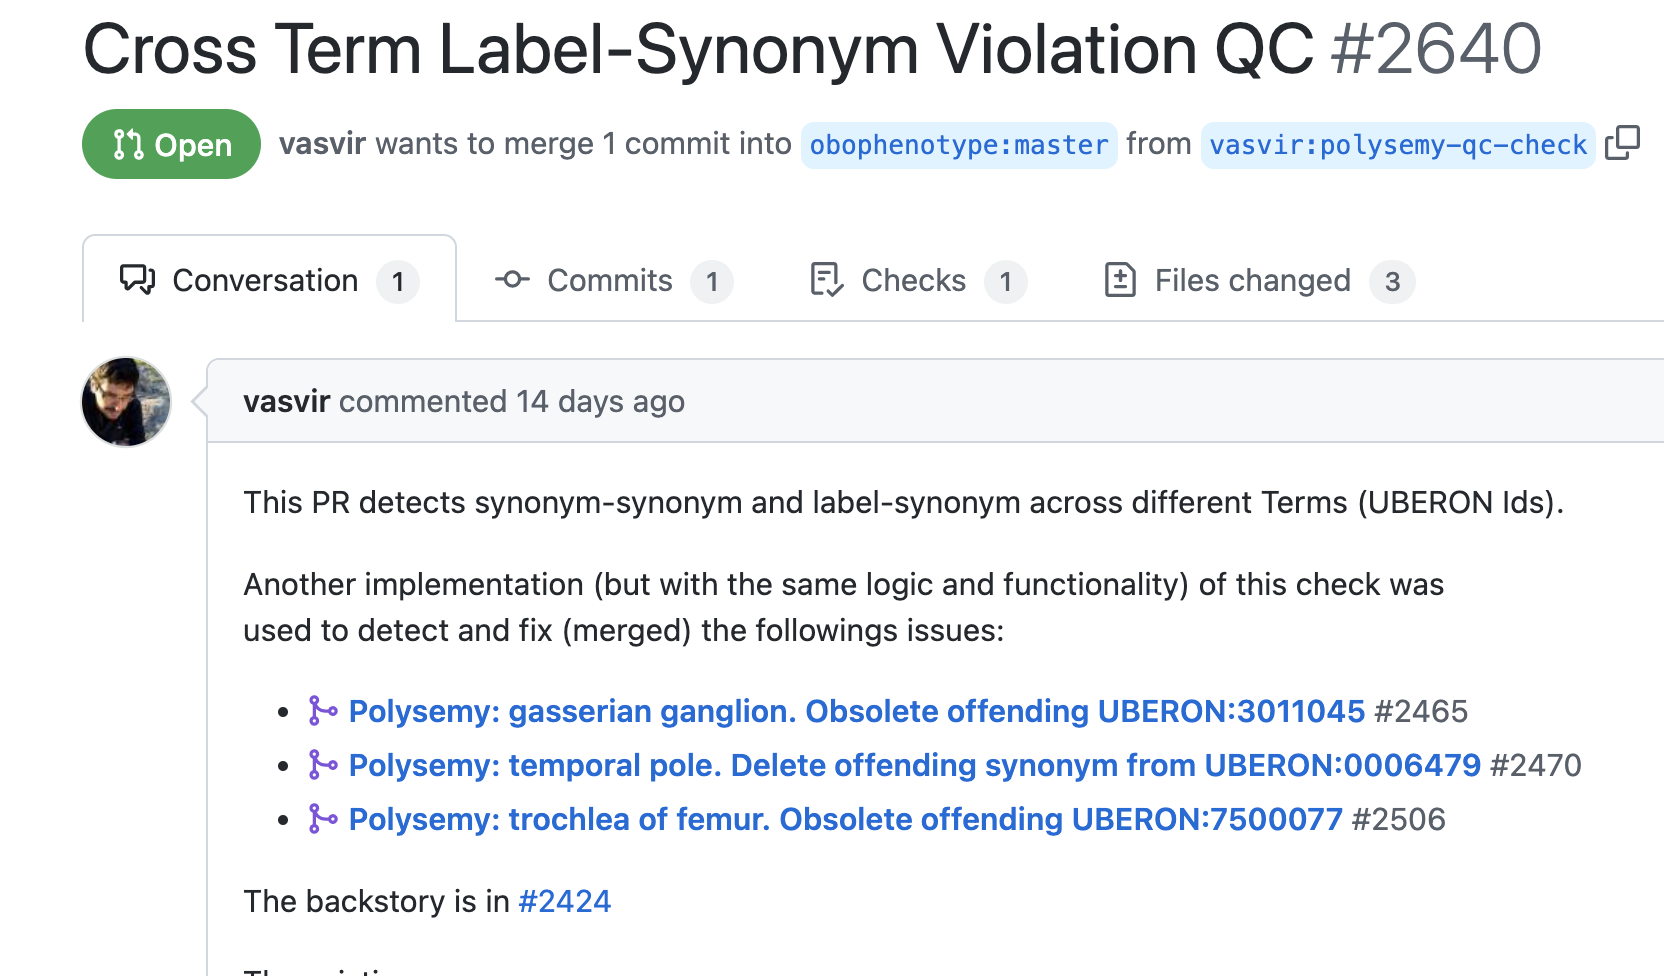 Cross Term Label-Synonym Violation QC #2640
Open vasvir wants to merge 1 commit into obophenotype:master from vasvir:polysemy-qc-check
Conversation 1 Commits 1 Checks 1 Files changed 3
vasvir commented 14 days ago
This PR detects synonym-synonym and label-synonym across different Terms (UBERON Ids).
Another implementation (but with the same logic and functionality) of this check was
used to detect and fix (merged) the followings issues:
• Polysemy: gasserian ganglion. Obsolete offending UBERON:3011045 #2465
• Polysemy: temporal pole. Delete offending synonym from UBERON:0006479 #2470
• Polysemy: trochlea of femur. Obsolete offending UBERON:7500077 #2506
The backstory is in #2424